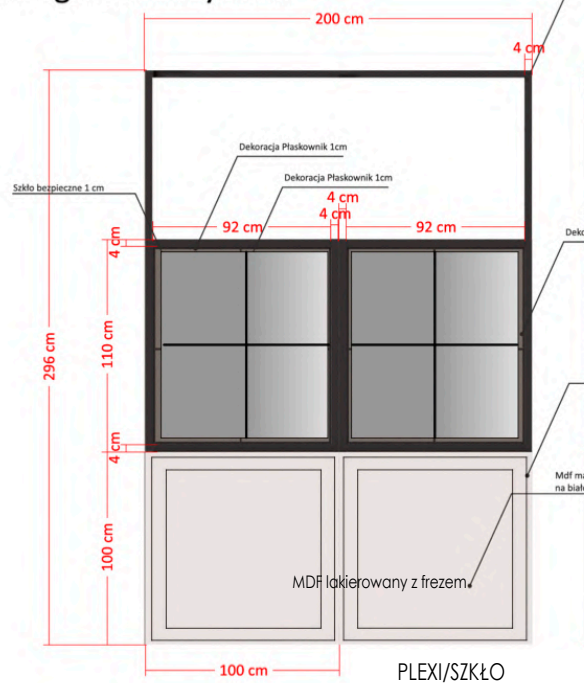 200 cm
4 cm
Dekoracja Płaskownik 1cm
Dekoracja Płaskownik 1cm
Szkło bezpieczne 1 cm
4 cm
4 cm
92 cm
92 cm
4 cm
110 cm
296 cm
4 cm
100 cm
MDF lakierowany z frezem
100 cm
PLEXI/SZKŁO